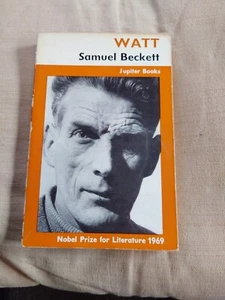 WATT
Samuel Beckett
Jupiter Books
Nobel Prize for Literature 1969